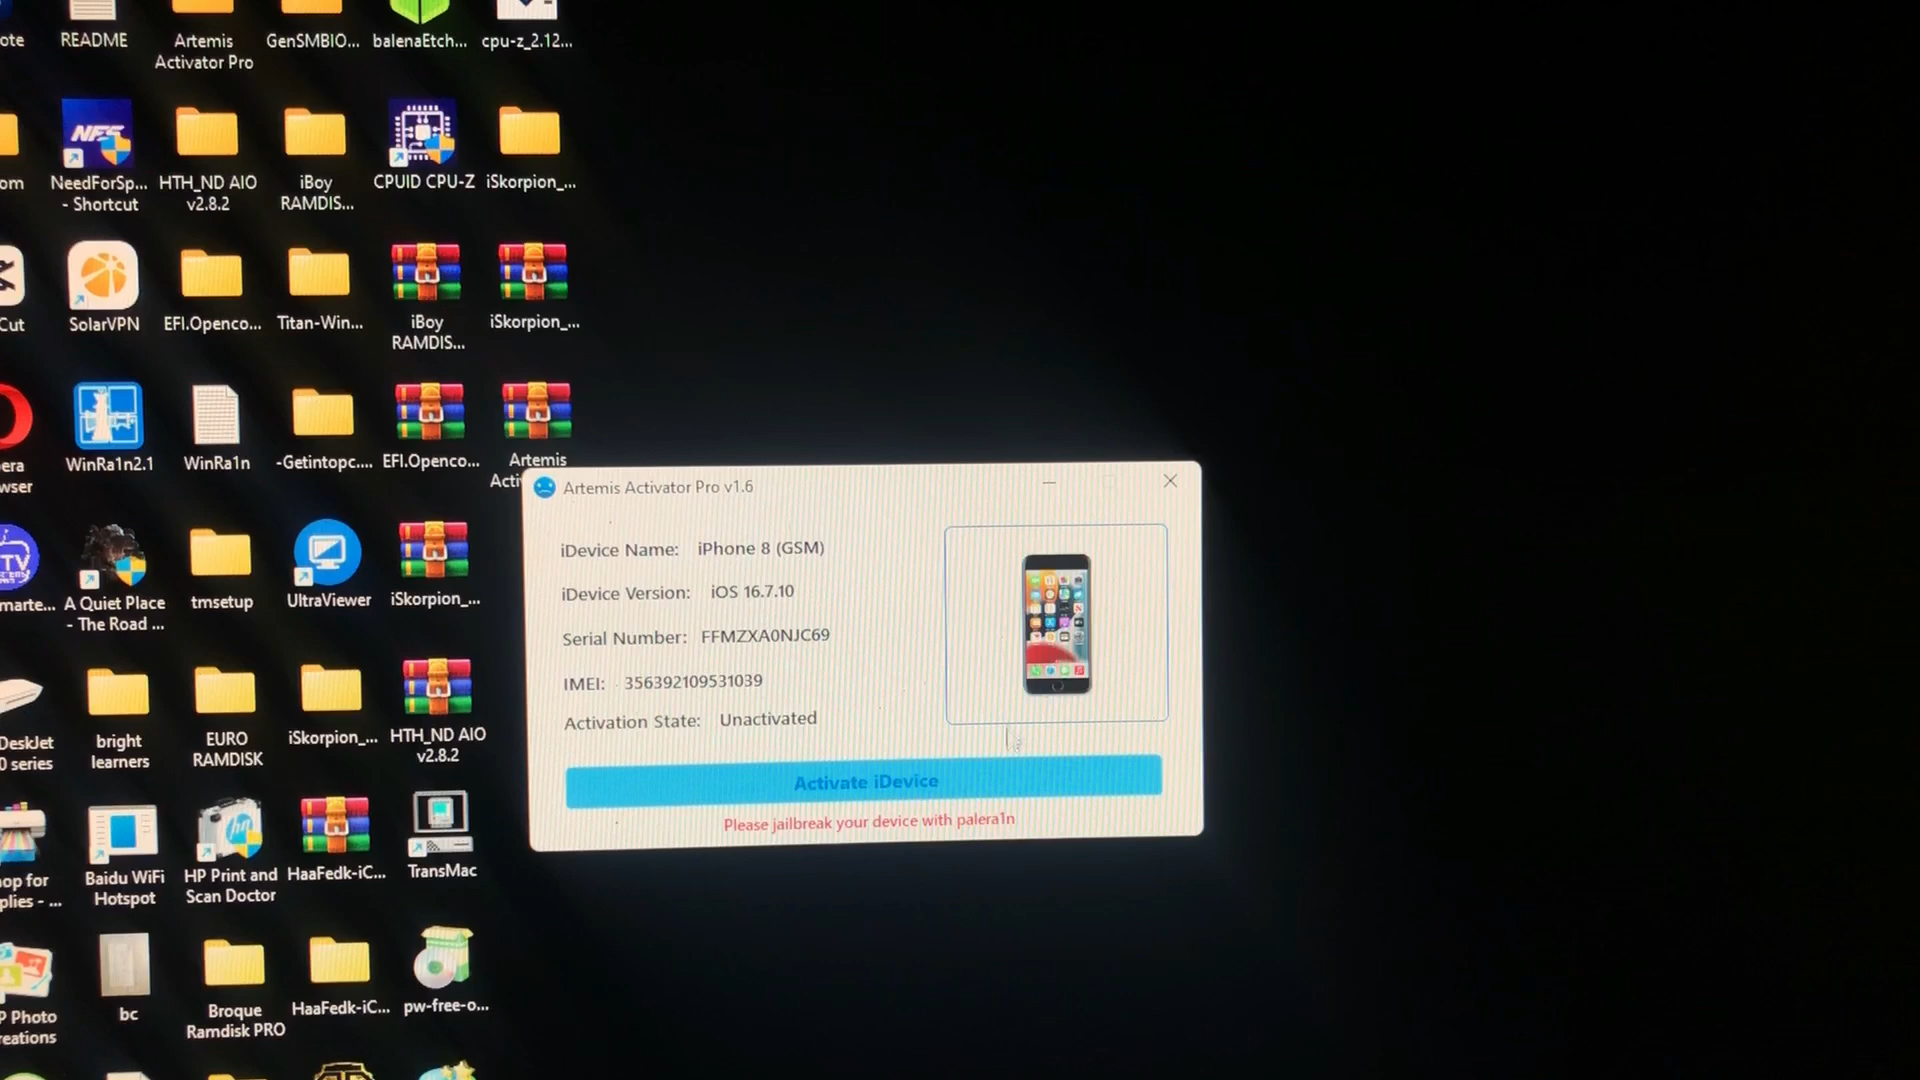 ote
README
Artemis
Activator Pro
GenSMBIO...
balenaEtch...
cpu-z_2.12...
om
NFS
NeedForSp...
- Shortcut
HTH_ND AIO
v2.8.2
iBoy
RAMDIS...
CPUID CPU-Z
iSkorpion_...
Cut
SolarVPN
EFI.Openco...
Titan-Win...
iBoy
RAMDIS...
iSkorpion_...
era
wser
WinRa1n2.1
WinRa1n
-Getintopc....
EFI.Openco...
Artemis
Acti
TV
marte...
A Quiet Place
- The Road ...
tmsetup
UltraViewer
iSkorpion_...
DeskJet
0 series
bright
learners
EURO
RAMDISK
iSkorpion_...
HTH_ND AIO
v2.8.2
op for
plies - ...
Baidu WiFi
Hotspot
hp
HP Print and
Scan Doctor
HaaFedk-iC...
TransMac
P Photo
reations
bc
Broque
Ramdisk PRO
HaaFedk-iC...
pw-free-o...
Artemis Activator Pro v1.6
iDevice Name: iPhone 8 (GSM)
iDevice Version: iOS 16.7.10
Serial Number: FFMZXA0NJC69
IMEI: 356392109531039
Activation State: Unactivated
Activate iDevice
Please jailbreak your device with palera1n